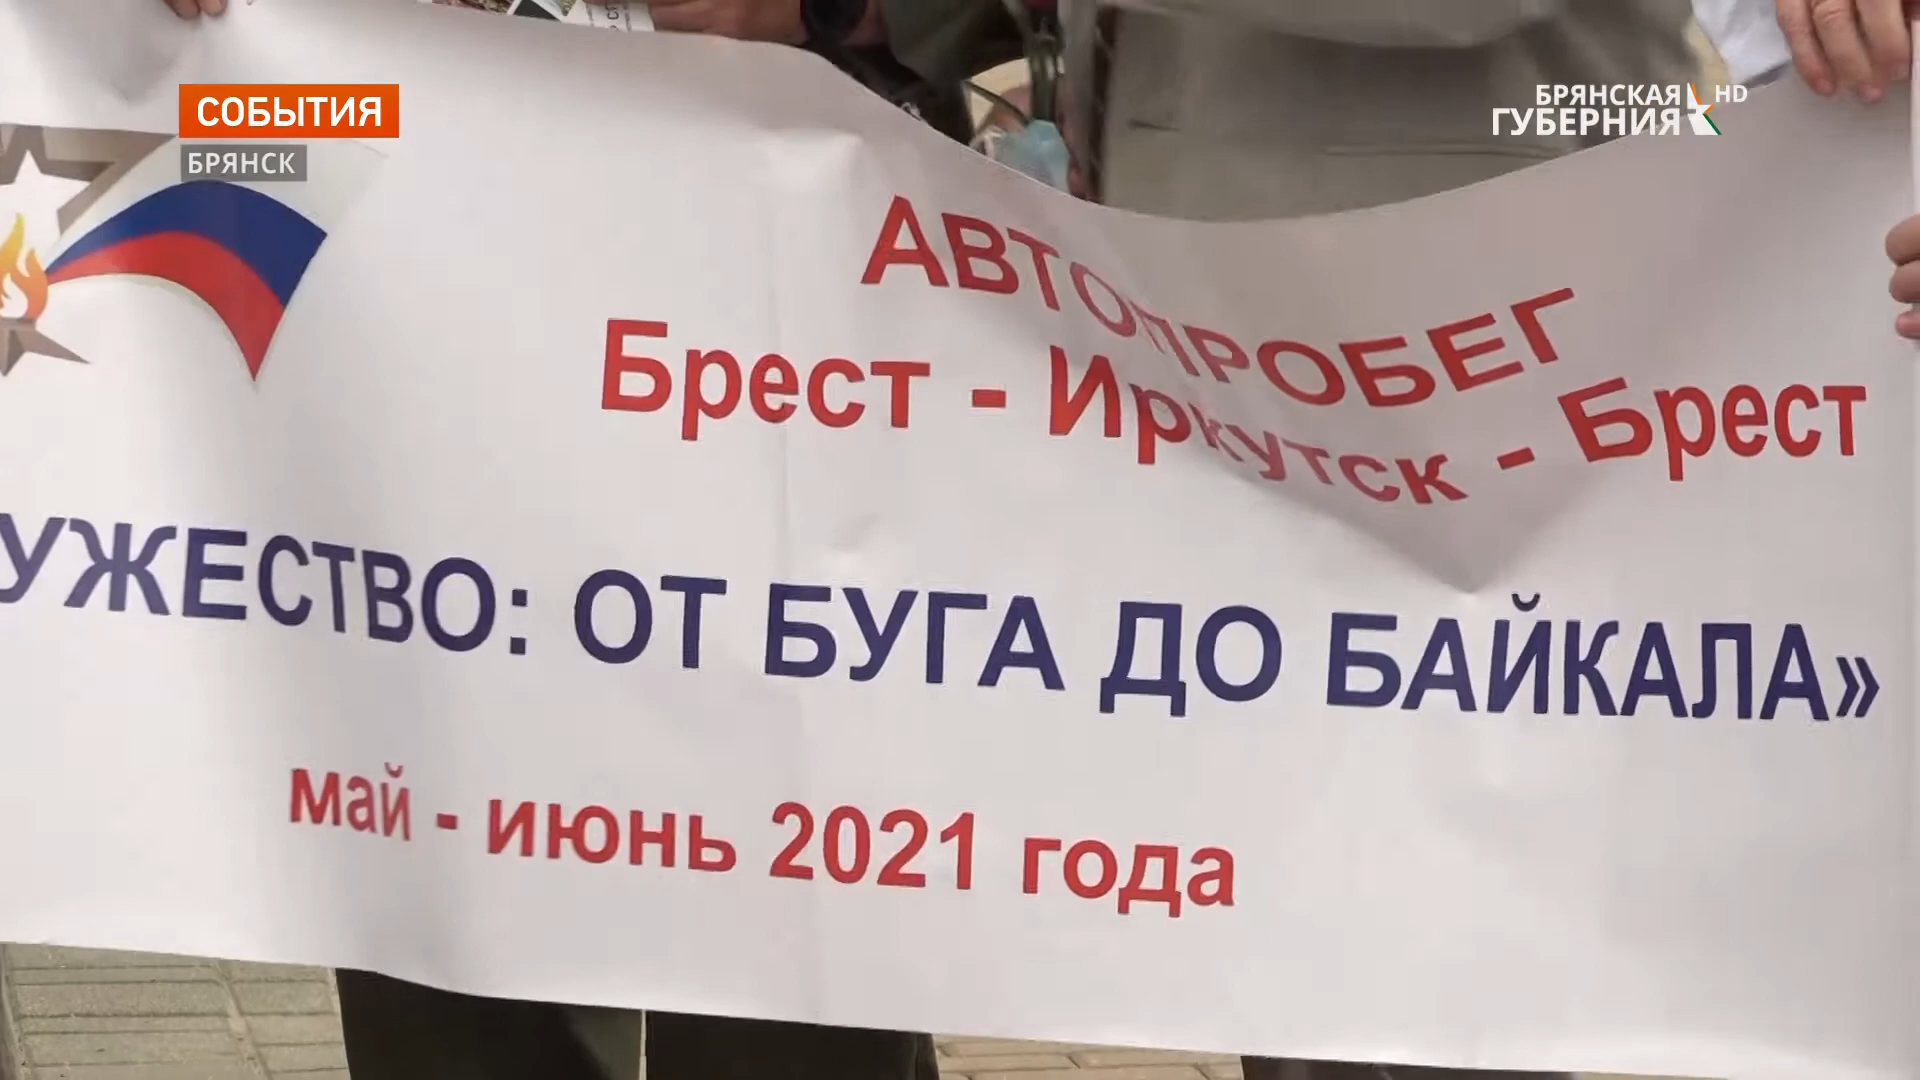 СОБЫТИЯ
БРЯНСК
БРЯНСКАЯ HD
ГУБЕРНИЯ
АВТОПРОБЕГ
Брест - Иркутск - Брест
УЖЕСТВО: ОТ БУГА ДО БАЙКАЛА»
май - июнь 2021 года